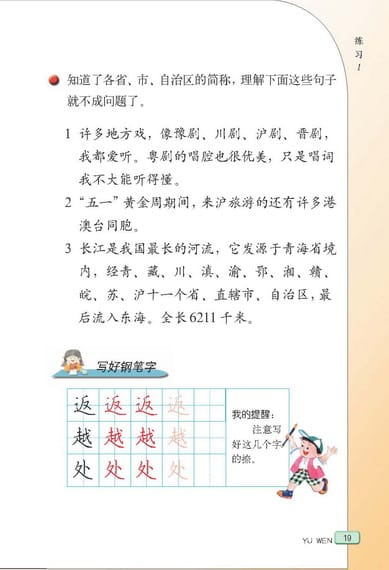 练习1
知道了各省、市、自治区的简称，理解下面这些句子
就不成问题了。
1 许多地方戏，像豫剧、川剧、沪剧、晋剧，
我都爱听。粤剧的唱腔也很优美，只是唱词
我不大能听得懂。
2 “五一”黄金周期间，来沪旅游的还有许多港
澳台同胞。
3 长江是我国最长的河流，它发源于青海省境
内，经青、藏、川、滇、渝、鄂、湘、赣、
皖、苏、沪十一个省、直辖市、自治区，最
后流入东海。全长6211千米。
写好钢笔字
返 返 返 返
越 越 越 越
处 处 处 处
我的提醒：
注意写
好这几个字
的捺。
YU WEN 19